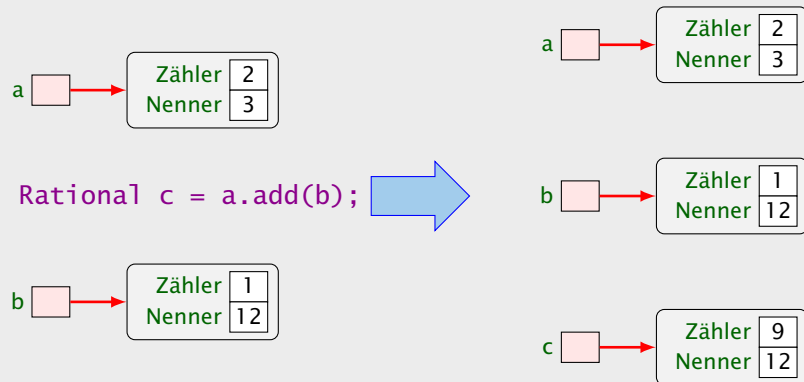 a Zähler 2
Nenner 3
Rational c = a.add(b);
b Zähler 1
Nenner 12
a Zähler 2
Nenner 3
b Zähler 1
Nenner 12
c Zähler 9
Nenner 12